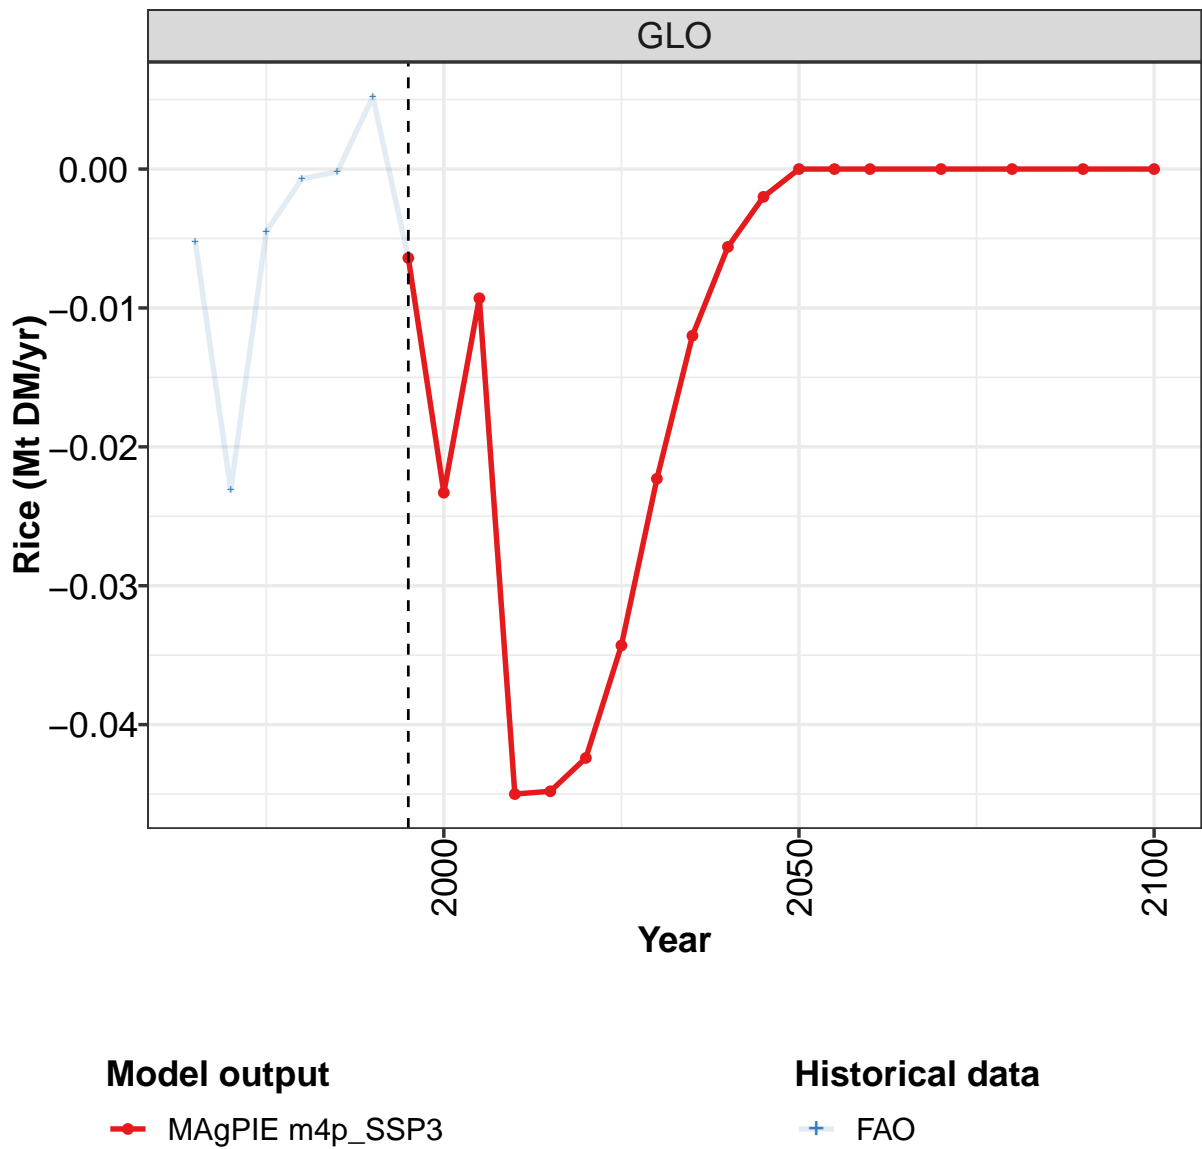 GLO
0.00
−0.01
−0.02
−0.03
−0.04
Rice (Mt DM/yr)
2000
2050
2100
Year
Model output
MAgPIE m4p_SSP3
Historical data
FAO